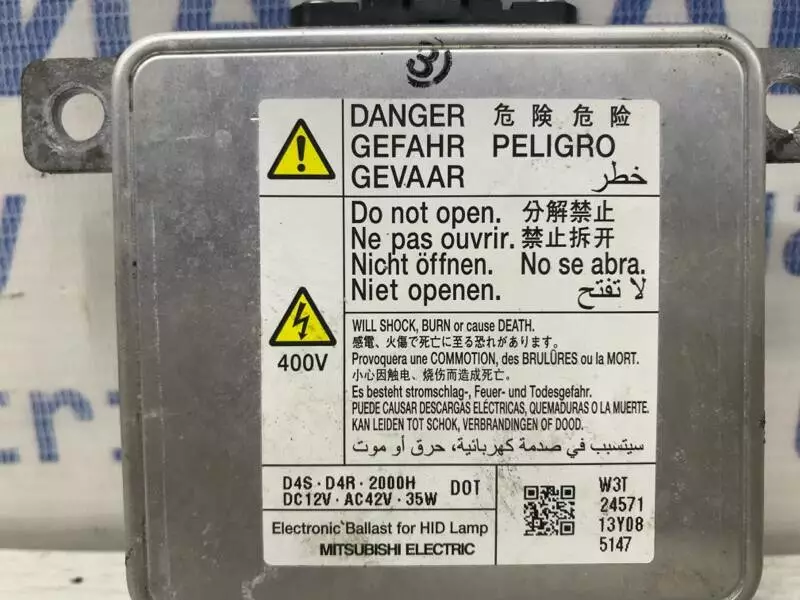 3
DANGER 危険 危险
GEFAHR PELIGRO
GEVAAR خطر
Do not open. 分解禁止
Ne pas ouvrir. 禁止拆开
Nicht öffnen. No se abra.
Niet openen. لا تفتح
400V
WILL SHOCK, BURN or cause DEATH.
感電、火傷で死亡に至る恐れがあります。
Provoquera une COMMOTION, des BRULÛRES ou la MORT.
小心因触电、烧伤而造成死亡。
Es besteht stromschlag-, Feuer- und Todesgefahr.
PUEDE CAUSAR DESCARGAS ELÉCTRICAS, QUEMADURAS O LA MUERTE.
KAN LEIDEN TOT SCHOK, VERBRANDINGEN OF DOOD.
سيتسبب في صدمة كهربائية، حرق أو موت
D4S・D4R・2000H DOT
DC12V・AC42V・35W
Electronic Ballast for HID Lamp
MITSUBISHI ELECTRIC
W3T
24571
13Y08
5147